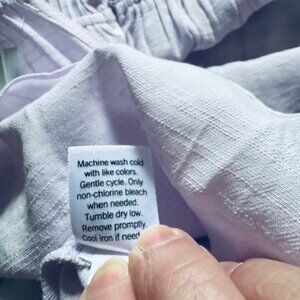 Machine wash cold
with like colors.
Gentle cycle. Only
non-chlorine bleach
when needed.
Tumble dry low.
Remove promptly.
Cool iron if need